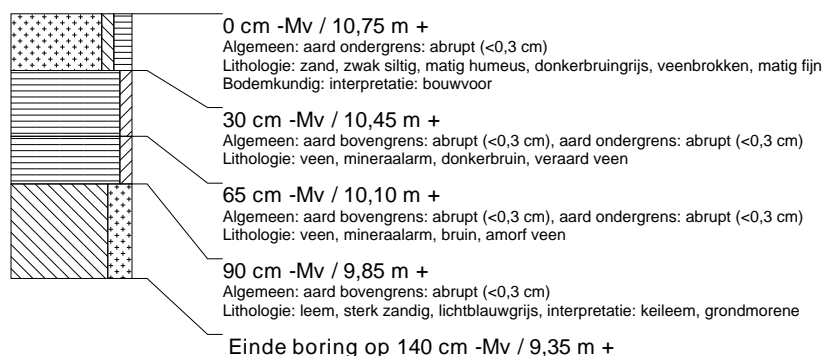 0 cm -Mv / 10,75 m +
Algemeen: aard ondergrens: abrupt (<0,3 cm)
Lithologie: zand, zwak siltig, matig humeus, donkerbruingrijs, veenbrokken, matig fijn
Bodemkundig: interpretatie: bouwvoor
30 cm -Mv / 10,45 m +
Algemeen: aard bovengrens: abrupt (<0,3 cm), aard ondergrens: abrupt (<0,3 cm)
Lithologie: veen, mineraalarm, donkerbruin, veraard veen
65 cm -Mv / 10,10 m +
Algemeen: aard bovengrens: abrupt (<0,3 cm), aard ondergrens: abrupt (<0,3 cm)
Lithologie: veen, mineraalarm, bruin, amorf veen
90 cm -Mv / 9,85 m +
Algemeen: aard bovengrens: abrupt (<0,3 cm)
Lithologie: leem, sterk zandig, lichtblauwgrijs, interpretatie: keileem, grondmorene
Einde boring op 140 cm -Mv / 9,35 m +